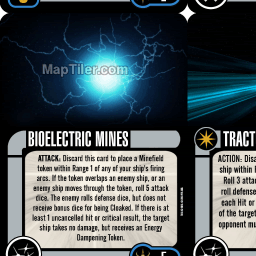 MapTiler.com
BIOELECTRIC MINES
ATTACK: Discard this card to place a Minefield
token within Range 1 of any of your ship's firing
arcs. If the token overlaps an enemy ship, or an
enemy ship moves through the token, roll 5 attack
dice. The enemy rolls defense dice, but does not
receive bonus dice for being Cloaked. If there is at
least 1 uncancelled hit or critical result, the target
ship takes no damage, but receives an Energy
Dampening Token.
5
TRACT
ACTION: Disa
ship within
Roll 3 attac
roll defense
each Hit or
of the target
opponent mu